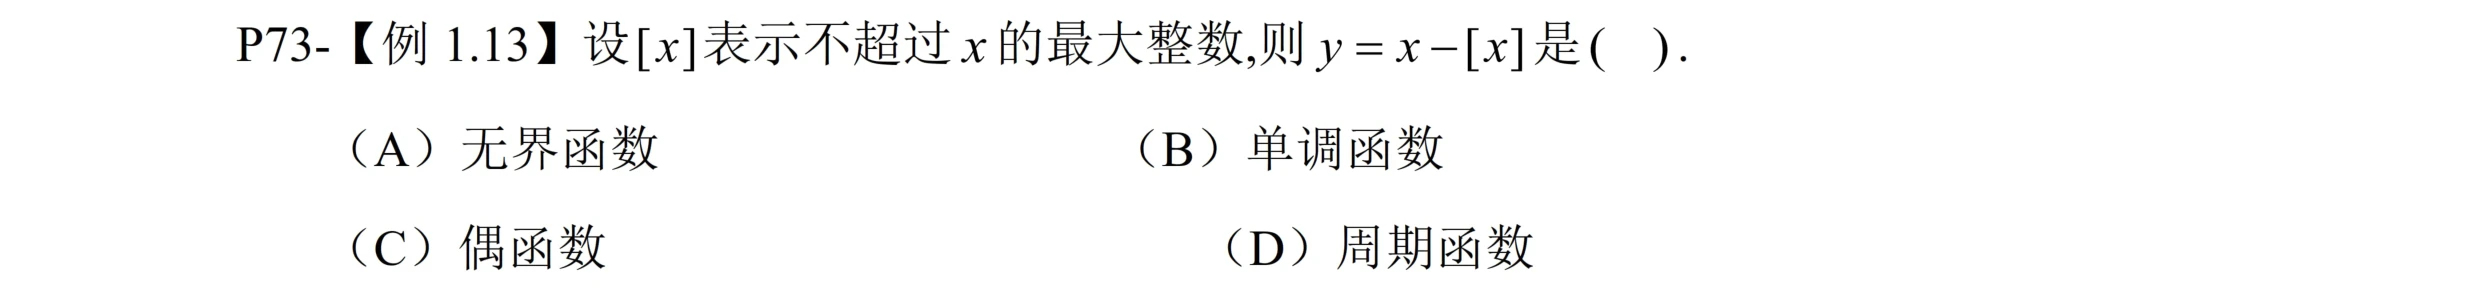 P73-【例 1.13】设[x]表示不超过 x 的最大整数,则 y = x − [x] 是(  ).
（A）无界函数 （B）单调函数
（C）偶函数 （D）周期函数